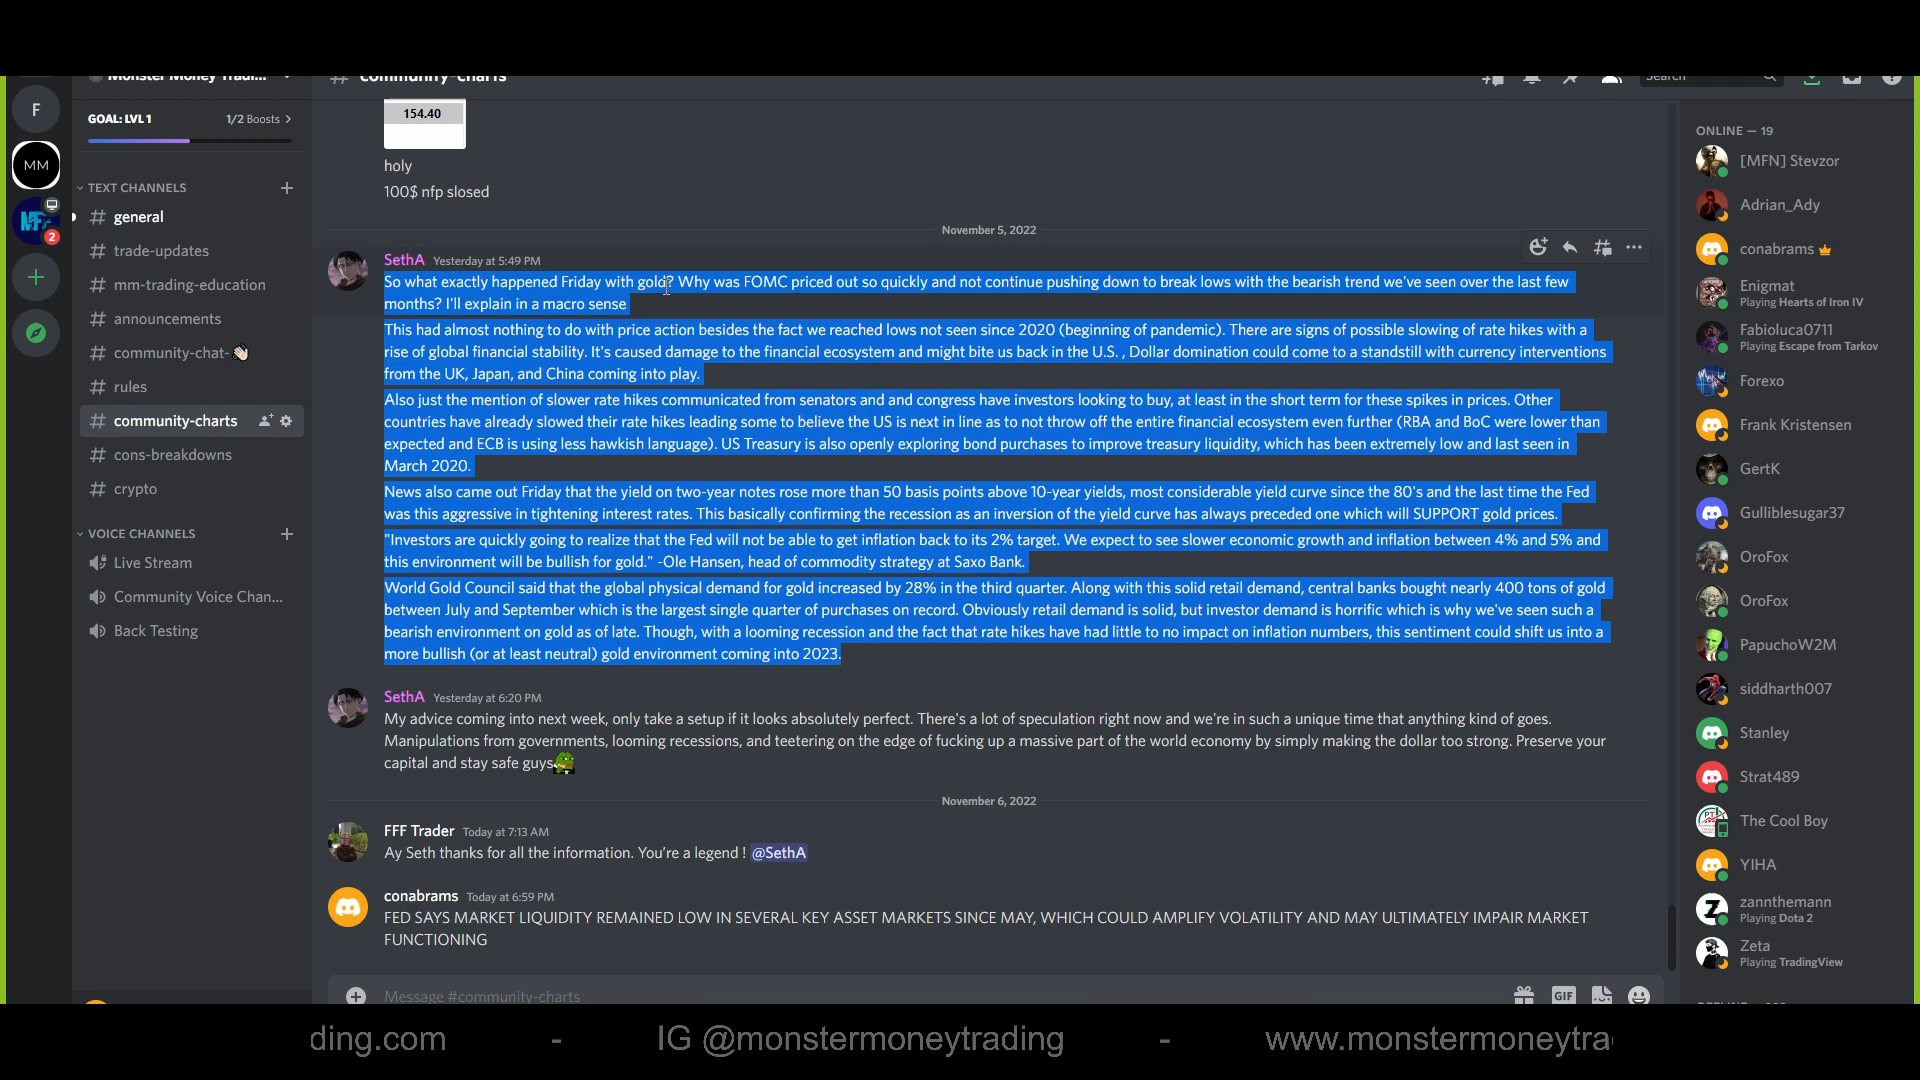 Monster Money Tradi...
community-charts
Search
F
GOAL: LVL 1
1/2 Boosts
MM
MF
2
TEXT CHANNELS
general
trade-updates
mm-trading-education
announcements
community-chat-
rules
community-charts
cons-breakdowns
crypto
VOICE CHANNELS
Live Stream
Community Voice Chan...
Back Testing
154.40
holy
100$ nfp slosed
November 5, 2022
SethA Yesterday at 5:49 PM
So what exactly happened Friday with gold? Why was FOMC priced out so quickly and not continue pushing down to break lows with the bearish trend we've seen over the last few
months? I'll explain in a macro sense
This had almost nothing to do with price action besides the fact we reached lows not seen since 2020 (beginning of pandemic). There are signs of possible slowing of rate hikes with a
rise of global financial stability. It's caused damage to the financial ecosystem and might bite us back in the U.S. , Dollar domination could come to a standstill with currency interventions
from the UK, Japan, and China coming into play.
Also just the mention of slower rate hikes communicated from senators and and congress have investors looking to buy, at least in the short term for these spikes in prices. Other
countries have already slowed their rate hikes leading some to believe the US is next in line as to not throw off the entire financial ecosystem even further (RBA and BoC were lower than
expected and ECB is using less hawkish language). US Treasury is also openly exploring bond purchases to improve treasury liquidity, which has been extremely low and last seen in
March 2020.
News also came out Friday that the yield on two-year notes rose more than 50 basis points above 10-year yields, most considerable yield curve since the 80's and the last time the Fed
was this aggressive in tightening interest rates. This basically confirming the recession as an inversion of the yield curve has always preceded one which will SUPPORT gold prices.
"Investors are quickly going to realize that the Fed will not be able to get inflation back to its 2% target. We expect to see slower economic growth and inflation between 4% and 5% and
this environment will be bullish for gold." -Ole Hansen, head of commodity strategy at Saxo Bank.
World Gold Council said that the global physical demand for gold increased by 28% in the third quarter. Along with this solid retail demand, central banks bought nearly 400 tons of gold
between July and September which is the largest single quarter of purchases on record. Obviously retail demand is solid, but investor demand is horrific which is why we've seen such a
bearish environment on gold as of late. Though, with a looming recession and the fact that rate hikes have had little to no impact on inflation numbers, this sentiment could shift us into a
more bullish (or at least neutral) gold environment coming into 2023.
SethA Yesterday at 6:20 PM
My advice coming into next week, only take a setup if it looks absolutely perfect. There's a lot of speculation right now and we're in such a unique time that anything kind of goes.
Manipulations from governments, looming recessions, and teetering on the edge of fucking up a massive part of the world economy by simply making the dollar too strong. Preserve your
capital and stay safe guys
November 6, 2022
FFF Trader Today at 7:13 AM
Ay Seth thanks for all the information. You're a legend ! @SethA
conabrams Today at 6:59 PM
FED SAYS MARKET LIQUIDITY REMAINED LOW IN SEVERAL KEY ASSET MARKETS SINCE MAY, WHICH COULD AMPLIFY VOLATILITY AND MAY ULTIMATELY IMPAIR MARKET
FUNCTIONING
Message #community-charts
GIF
ONLINE — 19
[MFN] Stevzor
Adrian_Ady
conabrams
Enigmat
Playing Hearts of Iron IV
Fabioluca0711
Playing Escape from Tarkov
Forexo
Frank Kristensen
GertK
Gulliblesugar37
OroFox
OroFox
PapuchoW2M
siddharth007
Stanley
Strat489
The Cool Boy
YIHA
zannthemann
Playing Dota 2
Zeta
Playing TradingView
ding.com - IG @monstermoneytrading - www.monstermoneytra